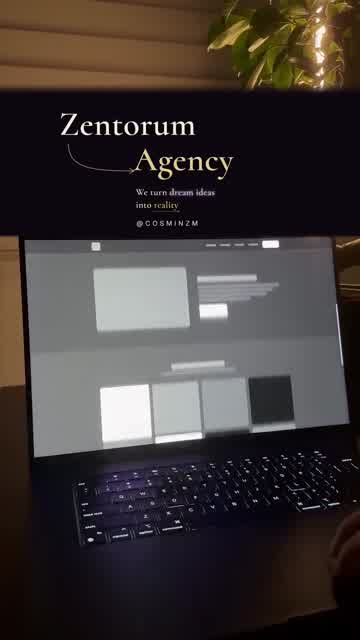 Zentorum
Agency
We turn dream ideas
into reality
@COSMINZM